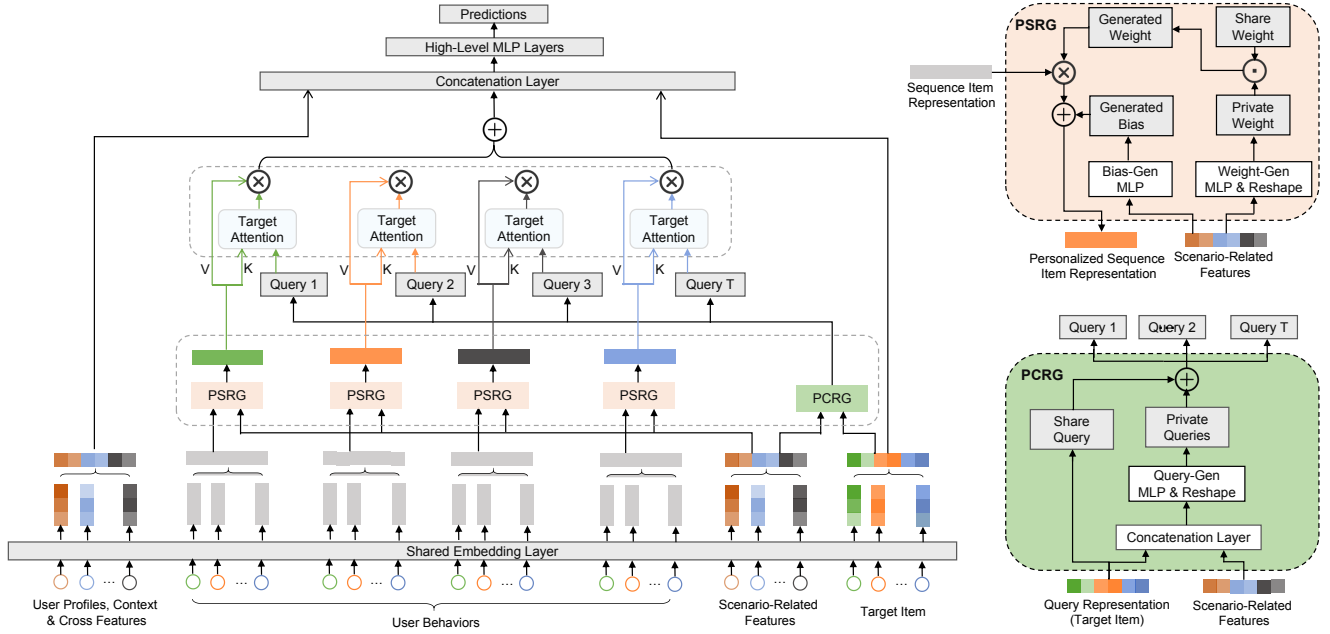 Predictions
High-Level MLP Layers
Concatenation Layer
Target
Attention
Target
Attention
Target
Attention
Target
Attention
V
K
V
K
V
K
V
K
Query 1
Query 2
Query 3
Query T
PSRG
PSRG
PSRG
PSRG
PCRG
Shared Embedding Layer
...
...
...
...
...
...
...
User Profiles, Context
& Cross Features
User Behaviors
Scenario-Related
Features
Target Item
PSRG
Generated
Weight
Share
Weight
Sequence Item
Representation
Generated
Bias
Private
Weight
Bias-Gen
MLP
Weight-Gen
MLP & Reshape
Personalized Sequence
Item Representation
Scenario-Related
Features
Query 1
Query 2
Query T
PCRG
Share
Query
Private
Queries
Query-Gen
MLP & Reshape
Concatenation Layer
Query Representation
(Target Item)
Scenario-Related
Features